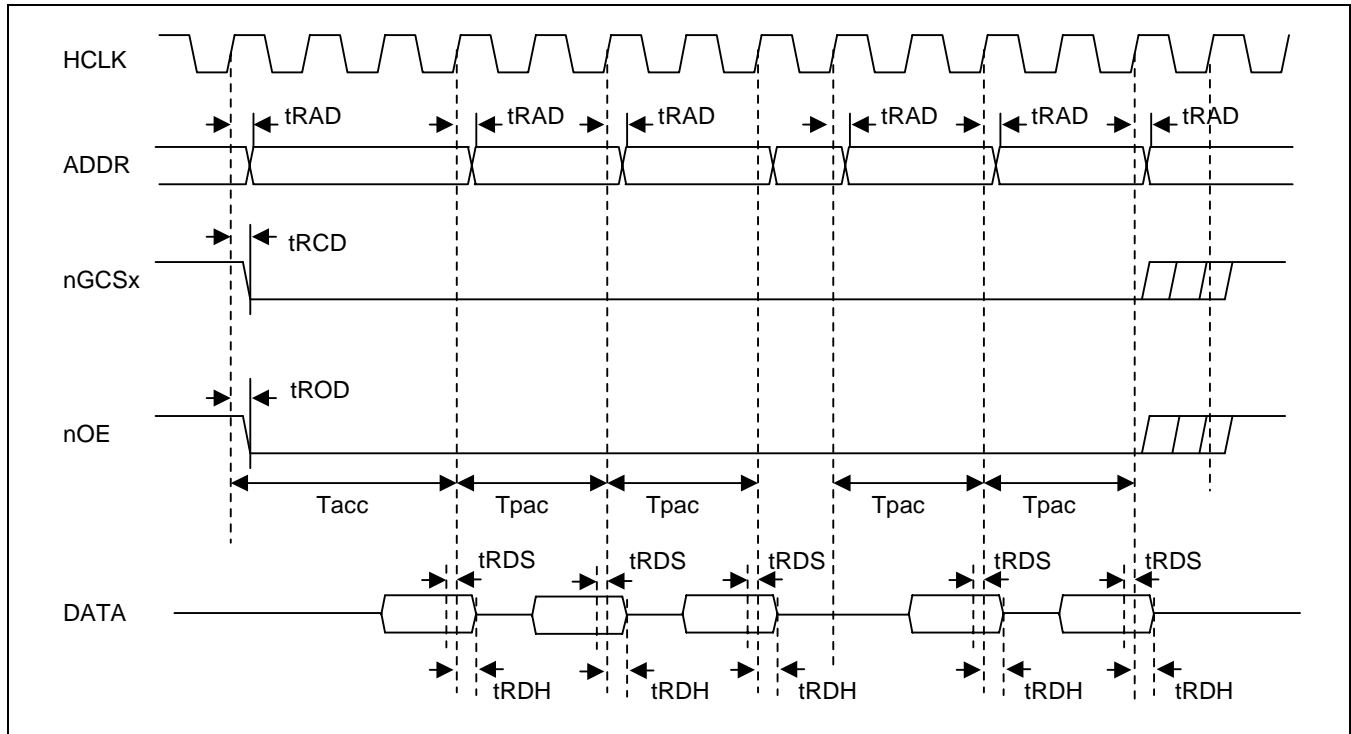 HCLK
tRAD tRAD tRAD tRAD tRAD tRAD
ADDR
tRCD
nGCSx
tROD
nOE
Tacc Tpac Tpac Tpac Tpac
tRDS tRDS tRDS tRDS tRDS
DATA
tRDH tRDH tRDH tRDH tRDH